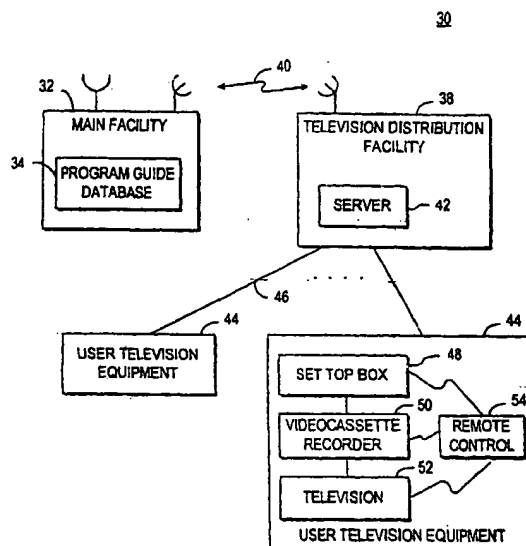 30
40
32
38
MAIN FACILITY
34
PROGRAM GUIDE
DATABASE
TELEVISION DISTRIBUTION
FACILITY
SERVER
42
46
44
USER TELEVISION
EQUIPMENT
44
48
SET TOP BOX
50
54
VIDEOCASSETTE
RECORDER
REMOTE
CONTROL
52
TELEVISION
USER TELEVISION EQUIPMENT